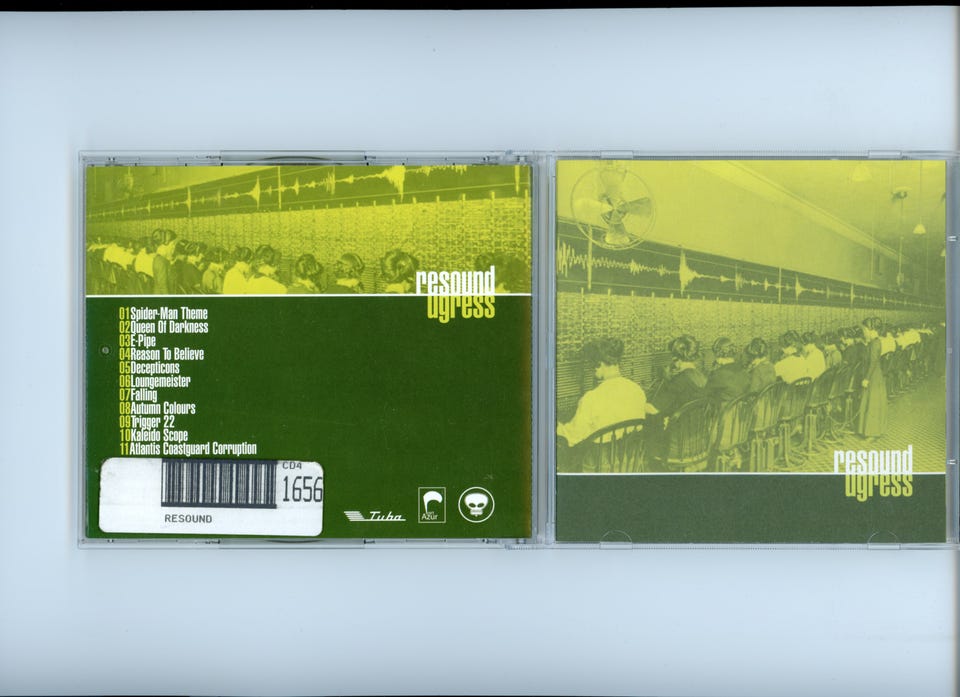 resound
ugress
01 Spider-Man Theme
02 Queen Of Darkness
03 E-Pipe
04 Reason To Believe
05 Decepticons
06 Loungemeister
07 Falling
08 Autumn Colours
09 Trigger 22
10 Kaleido Scope
11 Atlantis Coastguard Corruption
CD4
1656
RESOUND
Tuba
Azur
resound
ugress